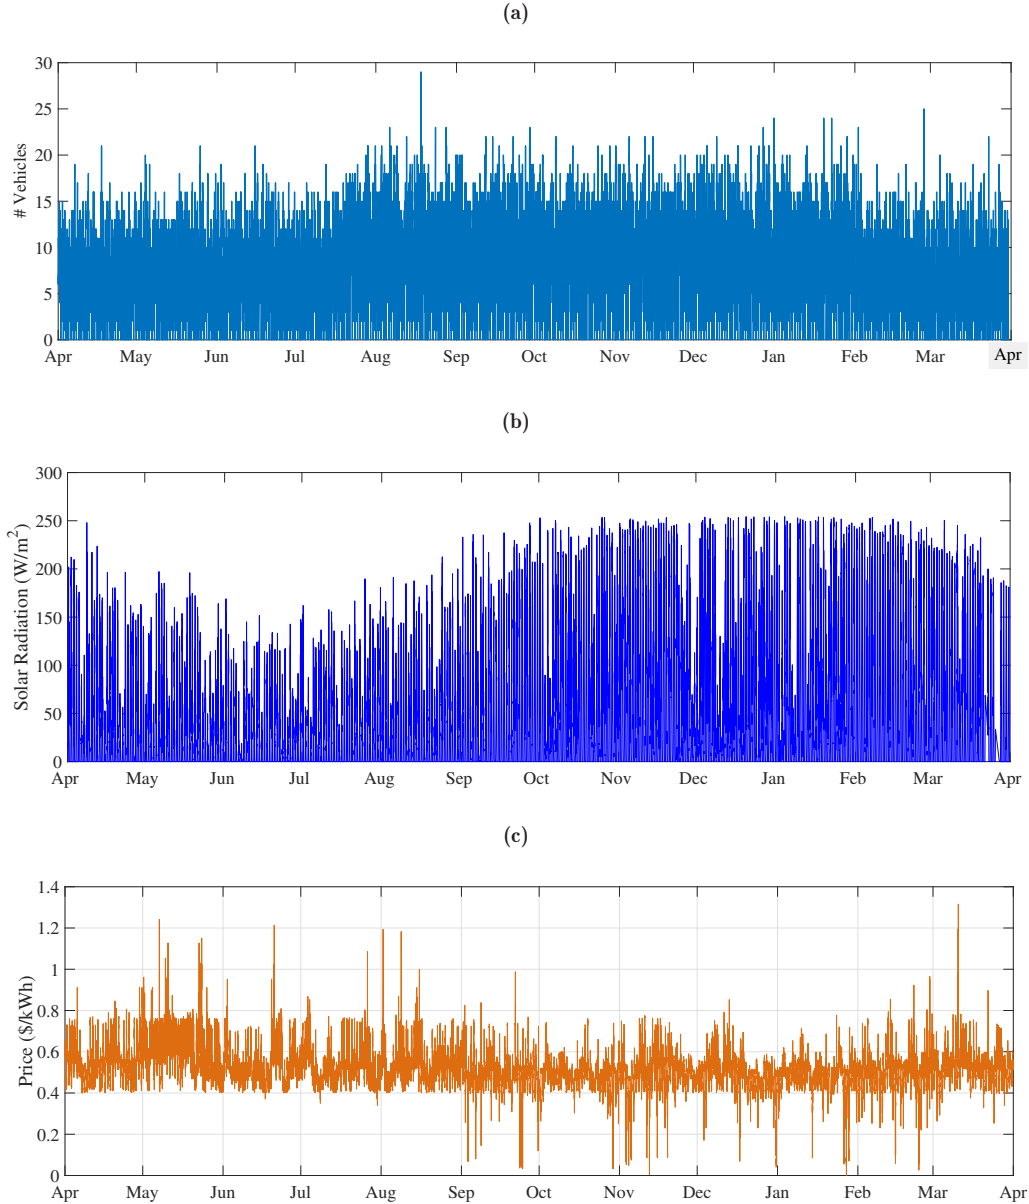 (a)
# Vehicles
30
25
20
15
10
5
0
Apr May Jun Jul Aug Sep Oct Nov Dec Jan Feb Mar Apr
(b)
Solar Radiation (W/m²)
300
250
200
150
100
50
0
Apr May Jun Jul Aug Sep Oct Nov Dec Jan Feb Mar Apr
(c)
Price ($/kWh)
1.4
1.2
1
0.8
0.6
0.4
0.2
0
Apr May Jun Jul Aug Sep Oct Nov Dec Jan Feb Mar Apr